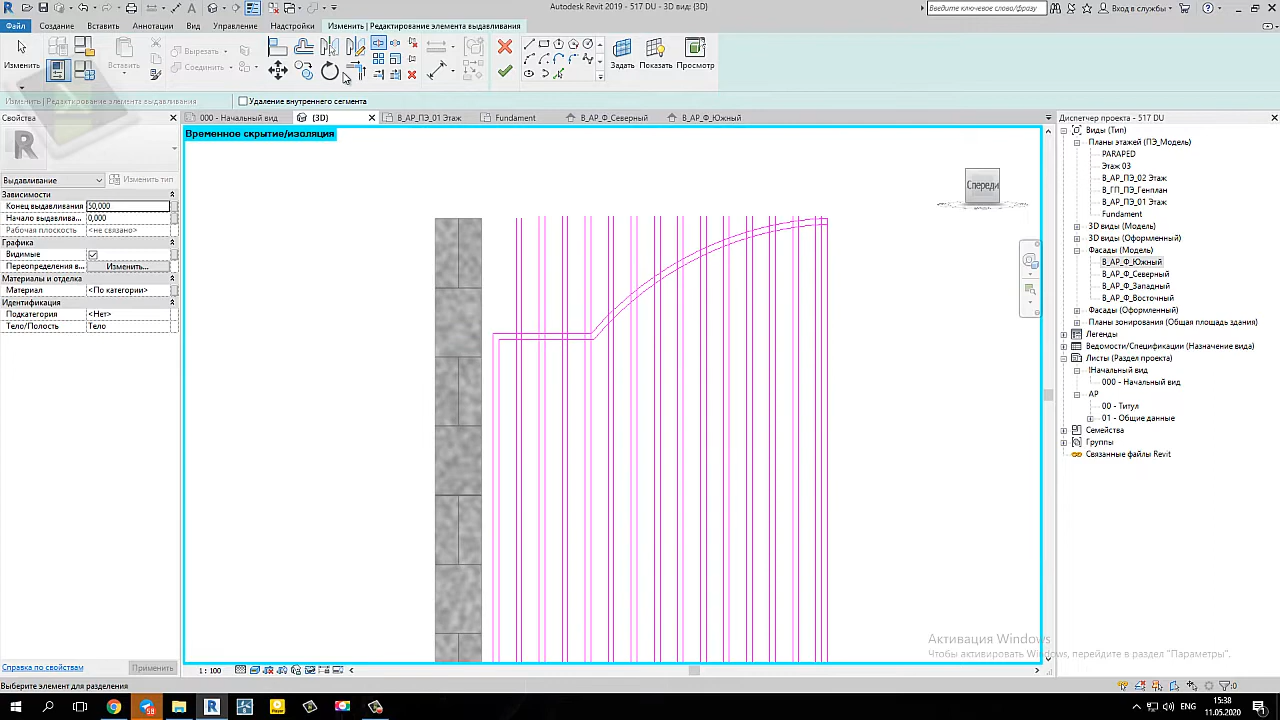 Autodesk Revit 2019 - 517 DU - 3D вид: {3D}
Введите ключевое слово/фразу
Вход в службы
Файл
Создание
Вставить
Аннотации
Вид
Управление
Надстройки
Изменить | Редактирование элемента выдавливания
Изменить
Вставить
Вырезать
Соединить
Задать
Показать
Просмотр
Изменить | Редактирование элемента выдавливания
Удаление внутреннего сегмента
Свойства
000 - Начальный вид
{3D}
В_АР_ПЭ_01 Этаж
Fundament
В_АР_Ф_Северный
В_АР_Ф_Южный
Диспетчер проекта - 517 DU
Временное скрытие/изоляция
Спереди
Выдавливание
Изменить тип
Зависимости
Конец выдавливания 50,000
Начало выдавлива... 0,000
Рабочая плоскость <не связано>
Графика
Видимые
Переопределения в... Изменить...
Материалы и отделка
Материал <По категории>
Идентификация
Подкатегория <Нет>
Тело/Полость Тело
Справка по свойствам
Применить
Виды (Тип)
Планы этажей (ПЭ_Модель)
PARAPED
Этаж 03
В_АР_ПЭ_02 Этаж
В_ГП_ПЭ_Генплан
В_АР_ПЭ_01 Этаж
Fundament
3D виды (Модель)
3D виды (Оформленный)
Фасады (Модель)
В_АР_Ф_Южный
В_АР_Ф_Северный
В_АР_Ф_Западный
В_АР_Ф_Восточный
Фасады (Оформленный)
Планы зонирования (Общая площадь здания)
Легенды
Ведомости/Спецификации (Назначение вида)
Листы (Раздел проекта)
!Начальный вид
000 - Начальный вид
АР
00 - Титул
01 - Общие данные
Семейства
Группы
Связанные файлы Revit
Активация Windows
Чтобы активировать Windows, перейдите в раздел "Параметры".
1 : 100
Выберите элемент для разделения
:0
15:38
11.05.2020